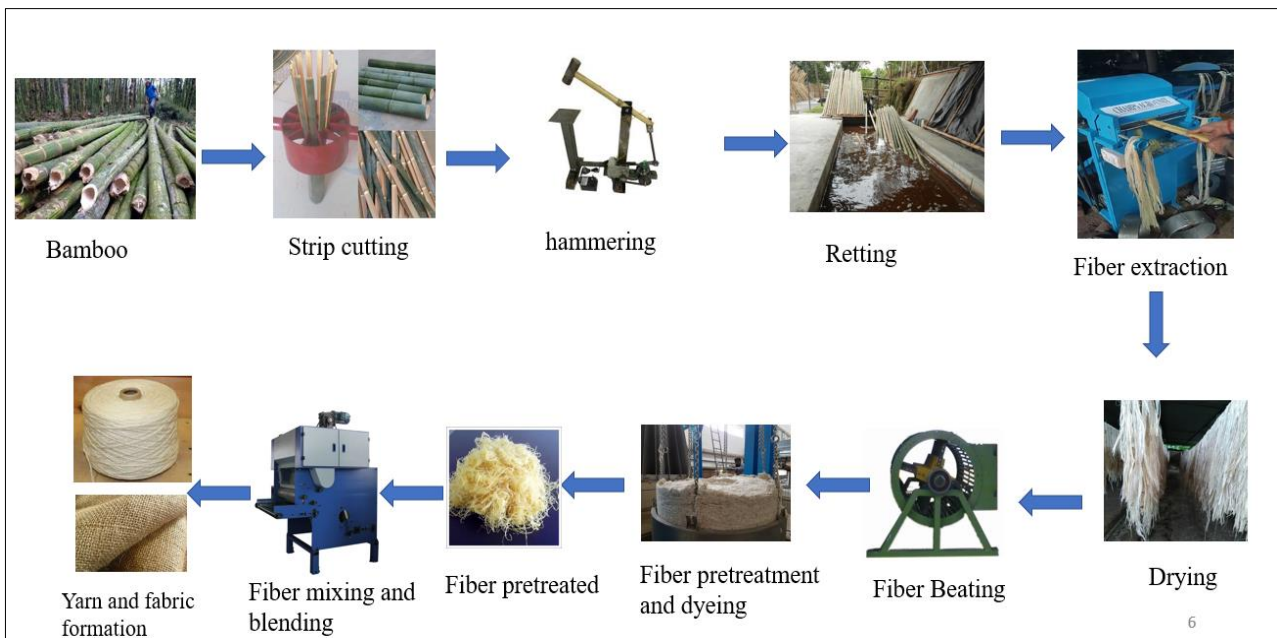 Bamboo
Strip cutting
hammering
Retting
Fiber extraction
Drying
Fiber Beating
Fiber pretreatment
and dyeing
Fiber pretreated
Fiber mixing and
blending
Yarn and fabric
formation
6